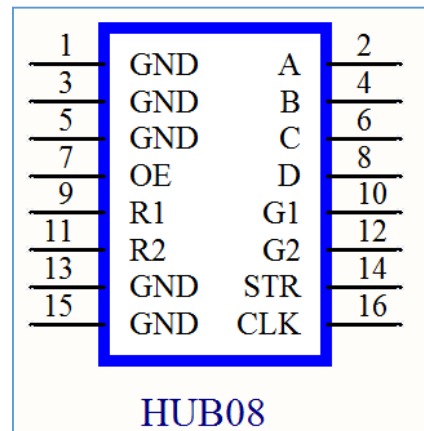 1 GND A 2
3 GND B 4
5 GND C 6
7 OE D 8
9 R1 G1 10
11 R2 G2 12
13 GND STR 14
15 GND CLK 16
HUB08